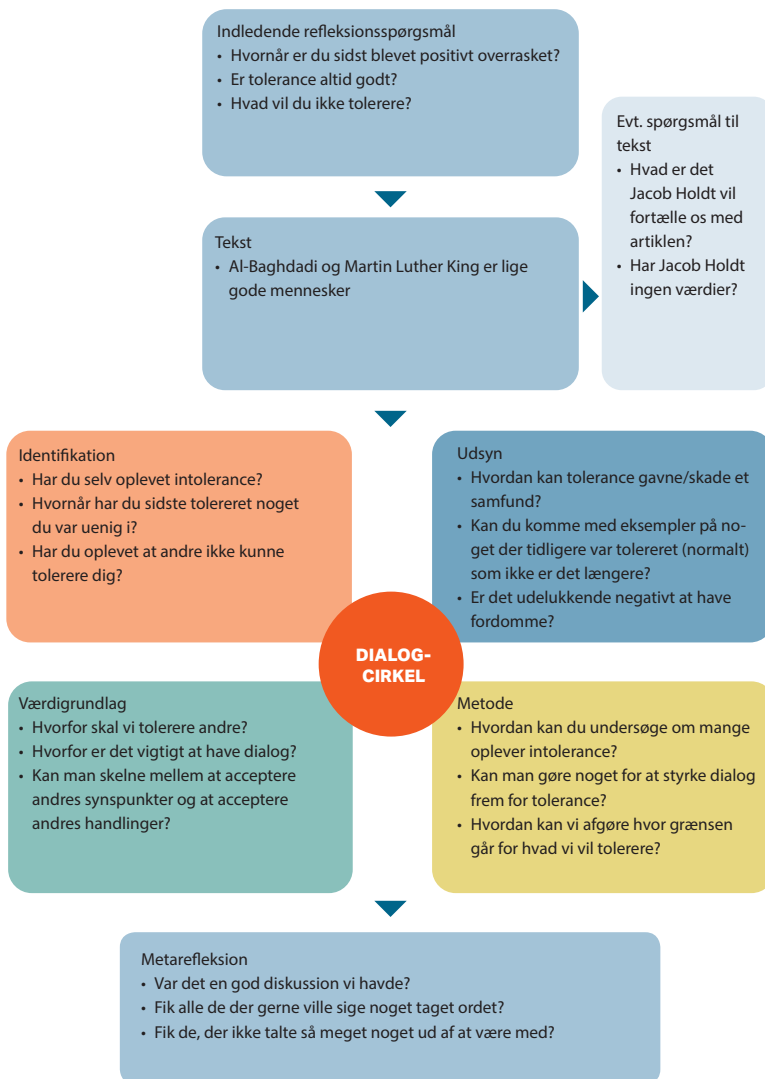 Indledende refleksionsspørgsmål
• Hvornår er du sidst blevet positivt overrasket?
• Er tolerance altid godt?
• Hvad vil du ikke tolerere?
Evt. spørgsmål til
tekst
• Hvad er det
Jacob Holdt vil
fortælle os med
artiklen?
• Har Jacob Holdt
ingen værdier?
Tekst
• Al-Baghdadi og Martin Luther King er lige
gode mennesker
Identifikation
• Har du selv oplevet intolerance?
• Hvornår har du sidste tolereret noget
du var uenig i?
• Har du oplevet at andre ikke kunne
tolerere dig?
Udsyn
• Hvordan kan tolerance gavne/skade et
samfund?
• Kan du komme med eksempler på no-
get der tidligere var tolereret (normalt)
som ikke er det længere?
• Er det udelukkende negativt at have
fordomme?
DIALOG-
CIRKEL
Værdigrundlag
• Hvorfor skal vi tolerere andre?
• Hvorfor er det vigtigt at have dialog?
• Kan man skelne mellem at acceptere
andres synspunkter og at acceptere
andres handlinger?
Metode
• Hvordan kan du undersøge om mange
oplever intolerance?
• Kan man gøre noget for at styrke dialog
frem for tolerance?
• Hvordan kan vi afgøre hvor grænsen
går for hvad vi vil tolerere?
Metarefleksion
• Var det en god diskussion vi havde?
• Fik alle de der gerne ville sige noget taget ordet?
• Fik de, der ikke talte så meget noget ud af at være med?